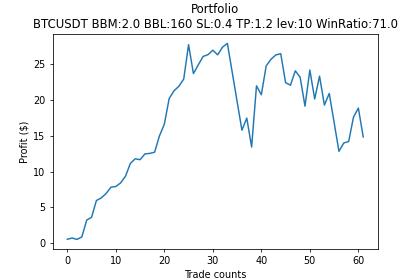 Portfolio
BTCUSDT BBM:2.0 BBL:160 SL:0.4 TP:1.2 lev:10 WinRatio:71.0
25
20
15
10
5
0
Profit ($)
0 10 20 30 40 50 60
Trade counts